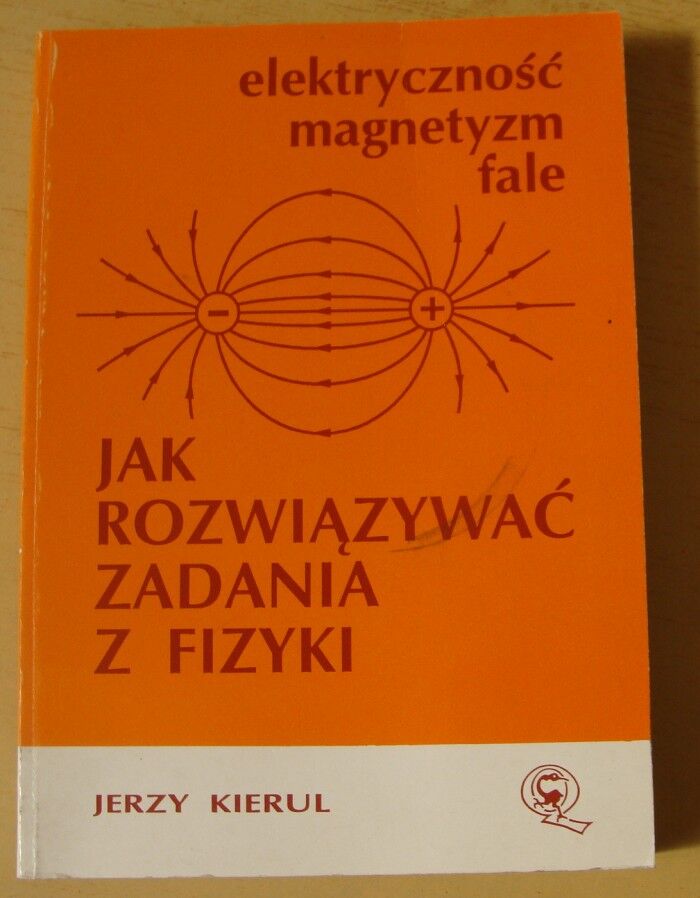 elektryczność
magnetyzm
fale
- +
JAK
ROZWIĄZYWAĆ
ZADANIA
Z FIZYKI
JERZY KIERUL